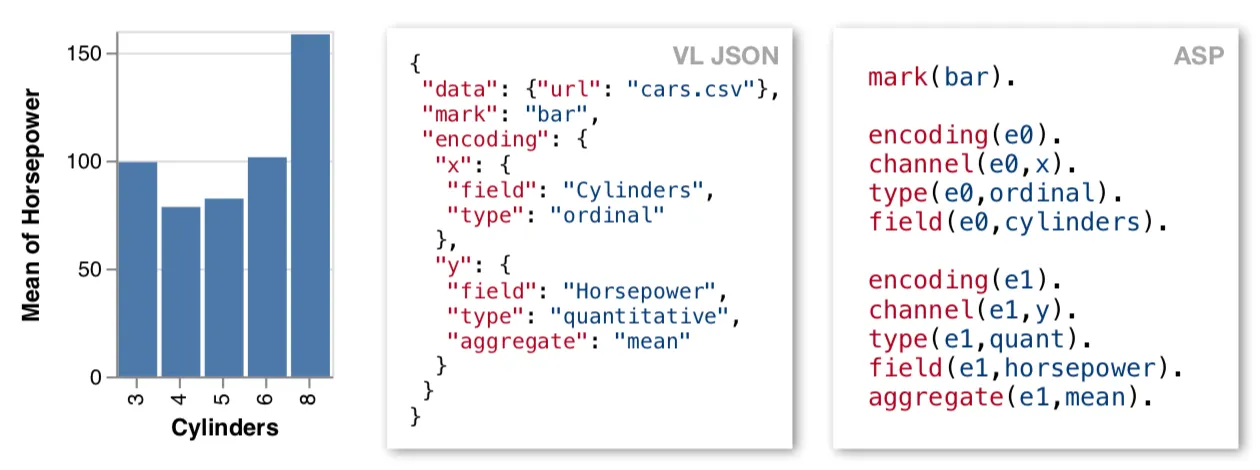 150
100
50
0
Mean of Horsepower
3 4 5 6 8
Cylinders
VL JSON
{
"data": {"url": "cars.csv"},
"mark": "bar",
"encoding": {
"x": {
"field": "Cylinders",
"type": "ordinal"
},
"y": {
"field": "Horsepower",
"type": "quantitative",
"aggregate": "mean"
}
}
}
ASP
mark(bar).
encoding(e0).
channel(e0,x).
type(e0,ordinal).
field(e0,cylinders).
encoding(e1).
channel(e1,y).
type(e1,quant).
field(e1,horsepower).
aggregate(e1,mean).